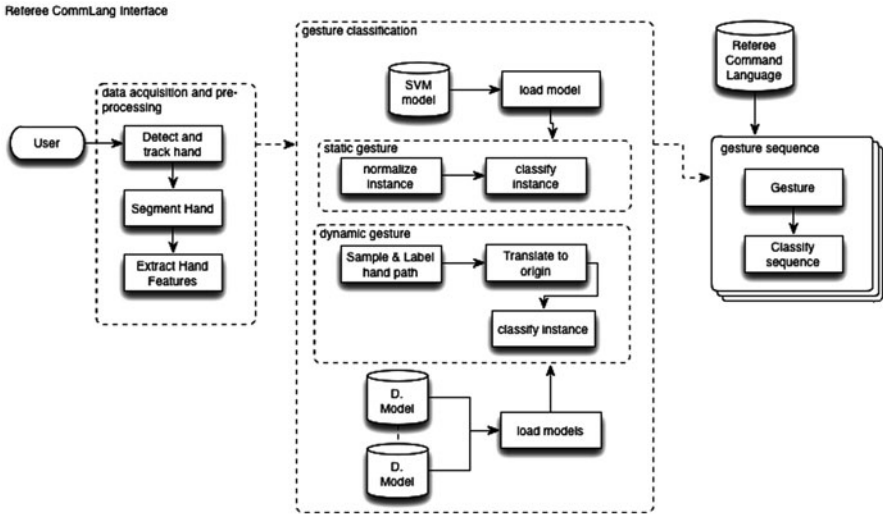 Referee CommLang Interface
data acquisition and pre-
processing
User
Detect and
track hand
Segment Hand
Extract Hand
Features
gesture classification
SVM
model
load model
static gesture
normalize
instance
classify
instance
dynamic gesture
Sample & Label
hand path
Translate to
origin
classify instance
D.
Model
D.
Model
load models
Referee
Command
Language
gesture sequence
Gesture
Classify
sequence